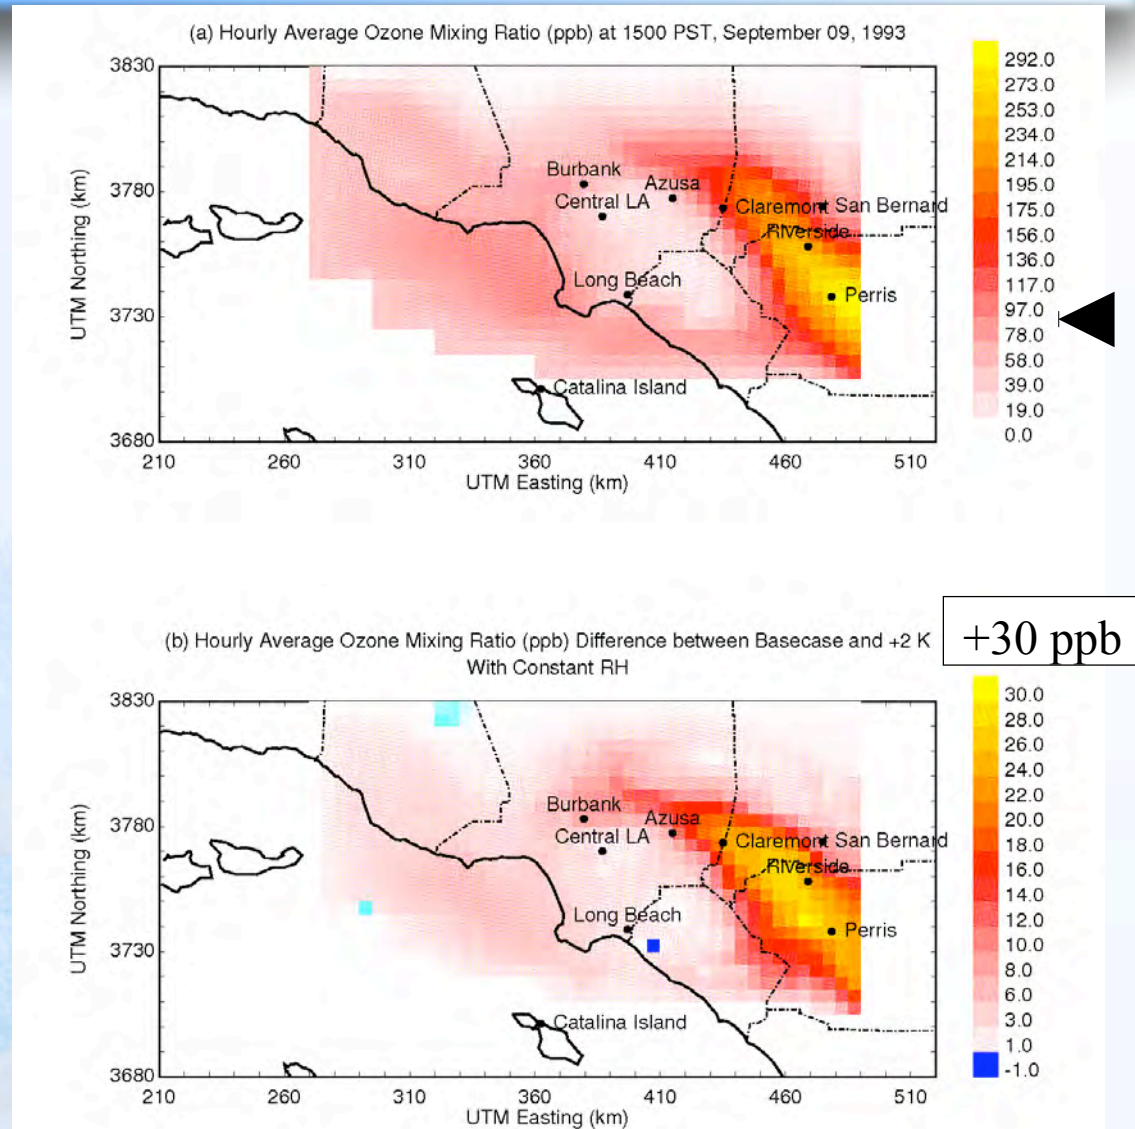 (a) Hourly Average Ozone Mixing Ratio (ppb) at 1500 PST, September 09, 1993
3830
3780
3730
3680
UTM Northing (km)
210 260 310 360 410 460 510
UTM Easting (km)
Burbank
Azusa
Central LA
Claremont San Bernard
Riverside
Long Beach
Perris
Catalina Island
292.0
273.0
253.0
234.0
214.0
195.0
175.0
156.0
136.0
117.0
97.0
78.0
58.0
39.0
19.0
0.0
+30 ppb
(b) Hourly Average Ozone Mixing Ratio (ppb) Difference between Basecase and +2 K
With Constant RH
3830
3780
3730
3680
UTM Northing (km)
210 260 310 360 410 460 510
UTM Easting (km)
Burbank
Azusa
Central LA
Claremont San Bernard
Riverside
Long Beach
Perris
Catalina Island
30.0
28.0
26.0
24.0
22.0
20.0
18.0
16.0
14.0
12.0
10.0
8.0
6.0
3.0
1.0
-1.0